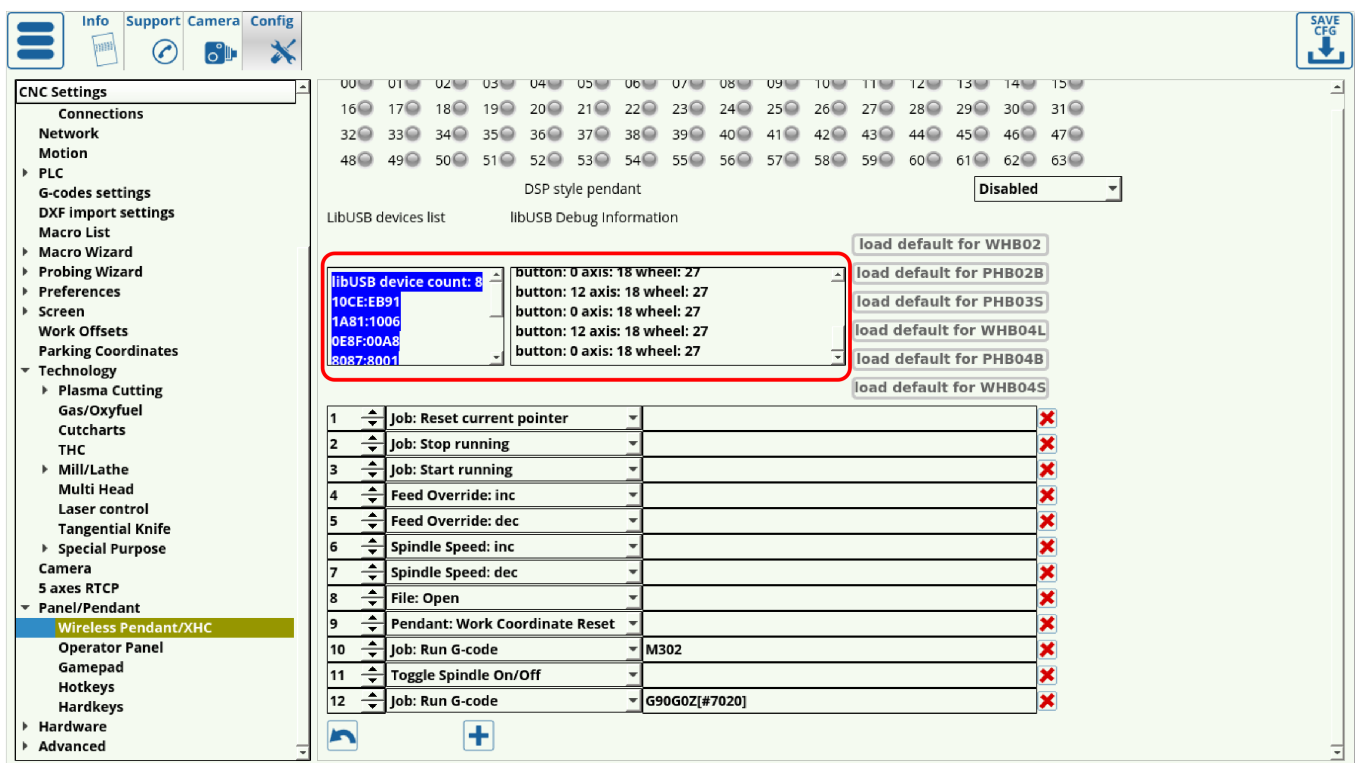 Info Support Camera Config
SAVE CFG
CNC Settings
Connections
Network
Motion
PLC
G-codes settings
DXF import settings
Macro List
Macro Wizard
Probing Wizard
Preferences
Screen
Work Offsets
Parking Coordinates
Technology
Plasma Cutting
Gas/Oxyfuel
Cutcharts
THC
Mill/Lathe
Multi Head
Laser control
Tangential Knife
Special Purpose
Camera
5 axes RTCP
Panel/Pendant
Wireless Pendant/XHC
Operator Panel
Gamepad
Hotkeys
Hardkeys
Hardware
Advanced
00 01 02 03 04 05 06 07 08 09 10 11 12 13 14 15
16 17 18 19 20 21 22 23 24 25 26 27 28 29 30 31
32 33 34 35 36 37 38 39 40 41 42 43 44 45 46 47
48 49 50 51 52 53 54 55 56 57 58 59 60 61 62 63
DSP style pendant Disabled
LibUSB devices list libUSB Debug Information
libUSB device count: 8
10CE:EB91
1A81:1006
0E8F:00A8
8087:8001
button: 0 axis: 18 wheel: 27
button: 12 axis: 18 wheel: 27
button: 0 axis: 18 wheel: 27
button: 12 axis: 18 wheel: 27
button: 0 axis: 18 wheel: 27
load default for WHB02
load default for PHB02B
load default for PHB03S
load default for WHB04L
load default for PHB04B
load default for WHB04S
1 Job: Reset current pointer
2 Job: Stop running
3 Job: Start running
4 Feed Override: inc
5 Feed Override: dec
6 Spindle Speed: inc
7 Spindle Speed: dec
8 File: Open
9 Pendant: Work Coordinate Reset
10 Job: Run G-code M302
11 Toggle Spindle On/Off
12 Job: Run G-code G90G0Z[#7020]